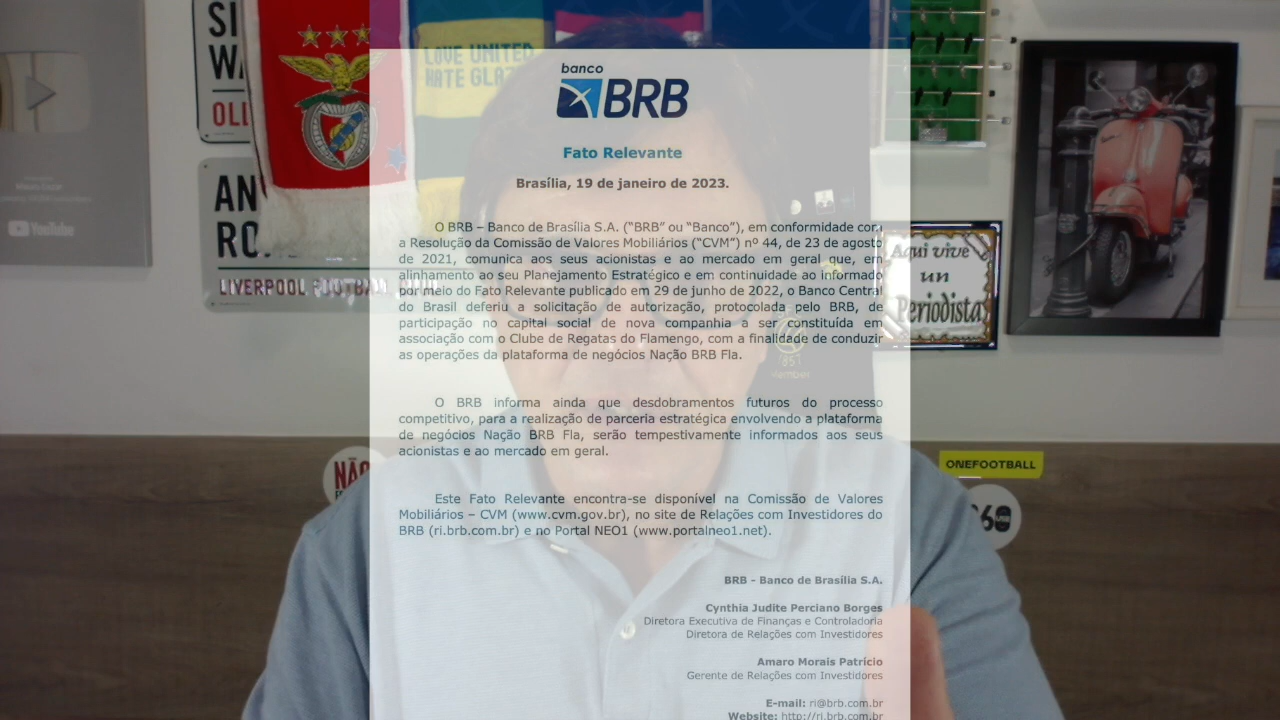 SI
W
OLD
AN
RO
LIVERPOOL FOOTBALL
YouTube
LOVE UNITED
HATE GLAZ
banco
BRB
Fato Relevante
Brasília, 19 de janeiro de 2023.
O BRB – Banco de Brasília S.A. (“BRB” ou “Banco”), em conformidade com
a Resolução da Comissão de Valores Mobiliários (“CVM”) nº 44, de 23 de agosto
de 2021, comunica aos seus acionistas e ao mercado em geral que, em
alinhamento ao seu Planejamento Estratégico e em continuidade ao informado
por meio do Fato Relevante publicado em 29 de junho de 2022, o Banco Central
do Brasil deferiu a solicitação de autorização, protocolada pelo BRB, de
participação no capital social de nova companhia a ser constituída em
associação com o Clube de Regatas do Flamengo, com a finalidade de conduzir
as operações da plataforma de negócios Nação BRB Fla.
O BRB informa ainda que desdobramentos futuros do processo
competitivo, para a realização de parceria estratégica envolvendo a plataforma
de negócios Nação BRB Fla, serão tempestivamente informados aos seus
acionistas e ao mercado em geral.
Este Fato Relevante encontra-se disponível na Comissão de Valores
Mobiliários – CVM (www.cvm.gov.br), no site de Relações com Investidores do
BRB (ri.brb.com.br) e no Portal NEO1 (www.portalneo1.net).
BRB - Banco de Brasília S.A.
Cynthia Judite Perciano Borges
Diretora Executiva de Finanças e Controladoria
Diretora de Relações com Investidores
Amaro Morais Patrício
Gerente de Relações com Investidores
E-mail: ri@brb.com.br
Website: http://ri.brb.com.br
Aqui vive
un
Periodista
1857
Member
NÃO
ONEFOOTBALL